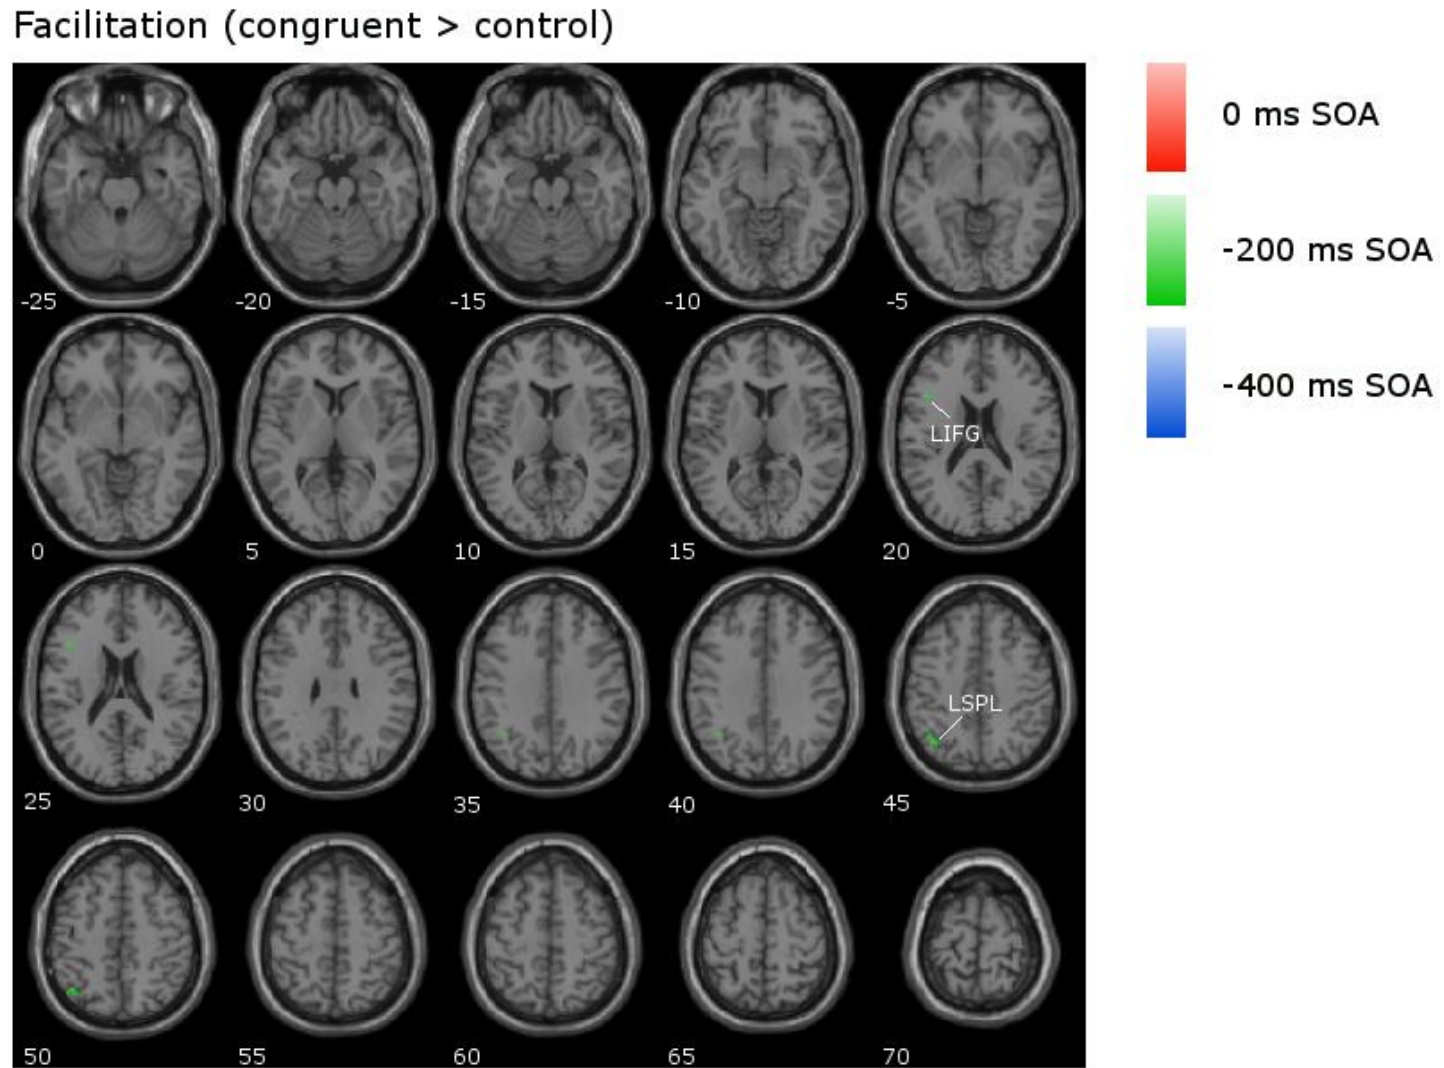 Facilitation (congruent > control)
0 ms SOA
-200 ms SOA
-400 ms SOA
-25 -20 -15 -10 -5
LIFG
0 5 10 15 20
LSPL
25 30 35 40 45
50 55 60 65 70